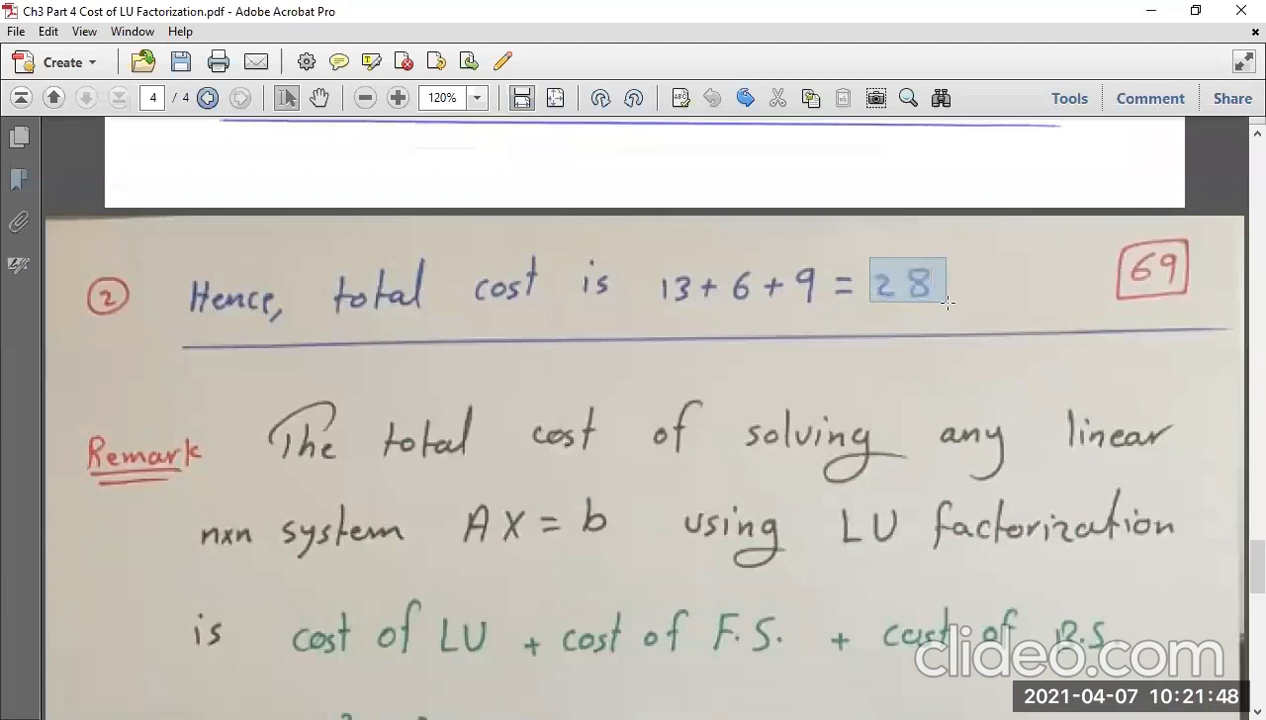 Ch3 Part 4 Cost of LU Factorization.pdf - Adobe Acrobat Pro
File Edit View Window Help
Create
4 / 4 120% Tools Comment Share
② Hence, total cost is 13 + 6 + 9 = 28 69
Remark The total cost of solving any linear
nxn system AX = b using LU factorization
is cost of LU + cost of F.S. + cost of B.S
clideo.com
2021-04-07 10:21:48